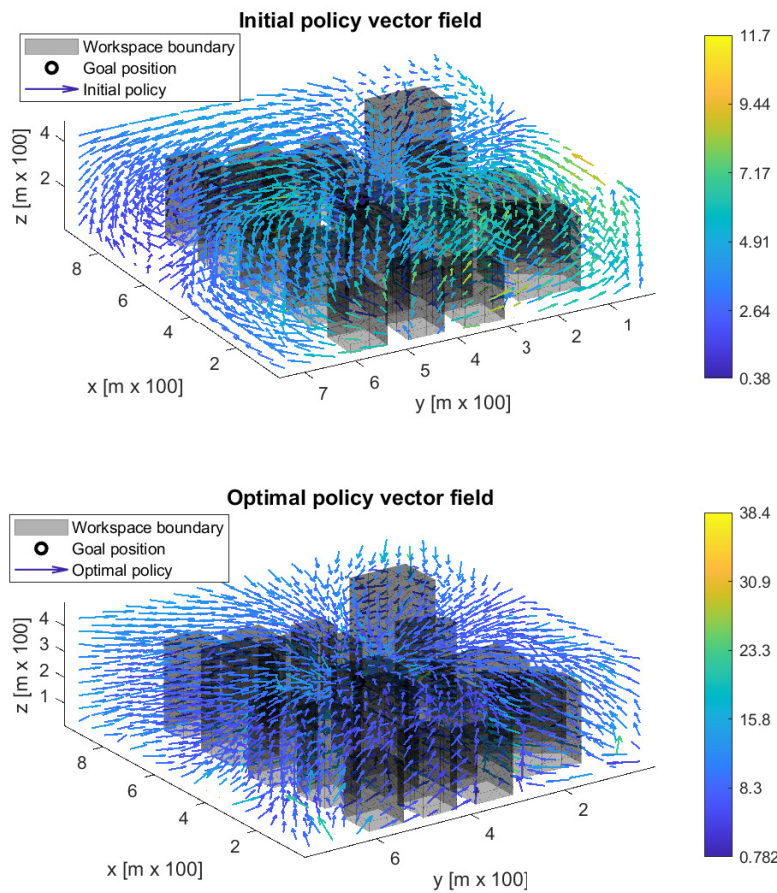 Initial policy vector field
Workspace boundary
Goal position
Initial policy
z [m x 100]
4
2
8
6
4
2
x [m x 100]
7
6
5
4
3
2
1
y [m x 100]
11.7
9.44
7.17
4.91
2.64
0.38
Optimal policy vector field
Workspace boundary
Goal position
Optimal policy
z [m x 100]
4
3
2
1
8
6
4
2
x [m x 100]
6
4
2
y [m x 100]
38.4
30.9
23.3
15.8
8.3
0.782